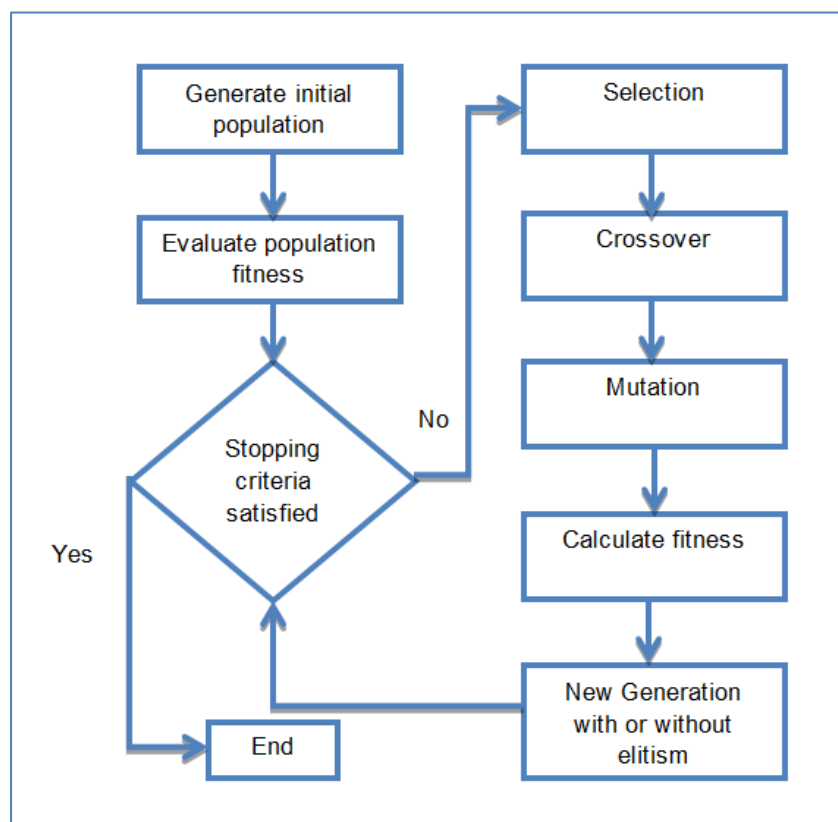 Generate initial
population
Evaluate population
fitness
Stopping
criteria
satisfied
Yes
End
No
Selection
Crossover
Mutation
Calculate fitness
New Generation
with or without
elitism